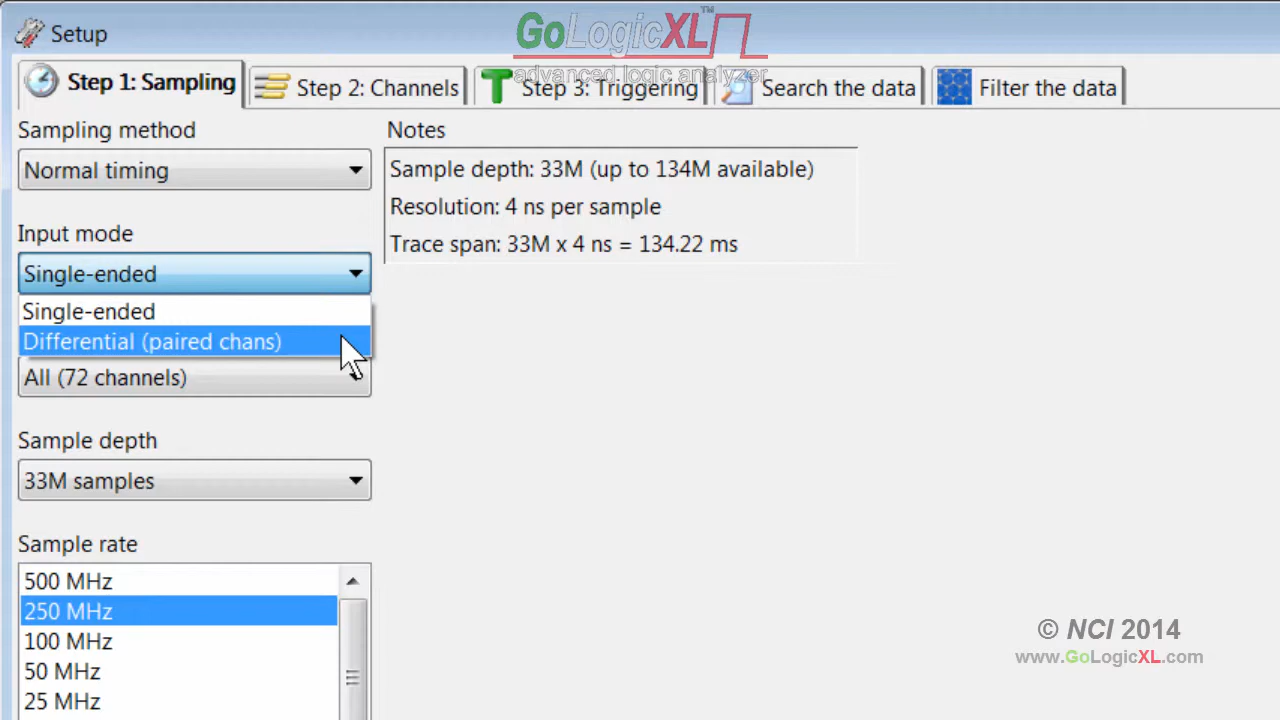 Setup
GoLogicXL™
advanced logic analyzer
Step 1: Sampling
Step 2: Channels
Step 3: Triggering
Search the data
Filter the data
Sampling method
Normal timing
Notes
Sample depth: 33M (up to 134M available)
Resolution: 4 ns per sample
Trace span: 33M x 4 ns = 134.22 ms
Input mode
Single-ended
Single-ended
Differential (paired chans)
All (72 channels)
Sample depth
33M samples
Sample rate
500 MHz
250 MHz
100 MHz
50 MHz
25 MHz
© NCI 2014
www.GoLogicXL.com